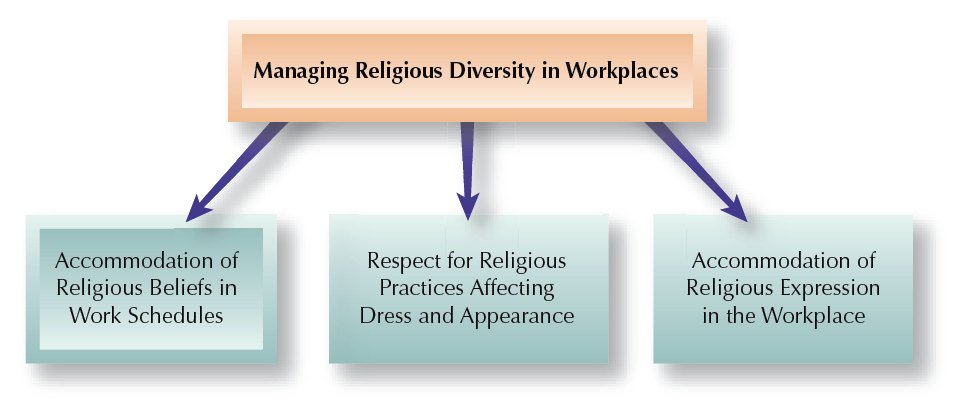 Managing Religious Diversity in Workplaces
Accommodation of
Religious Beliefs in
Work Schedules
Respect for Religious
Practices Affecting
Dress and Appearance
Accommodation of
Religious Expression
in the Workplace